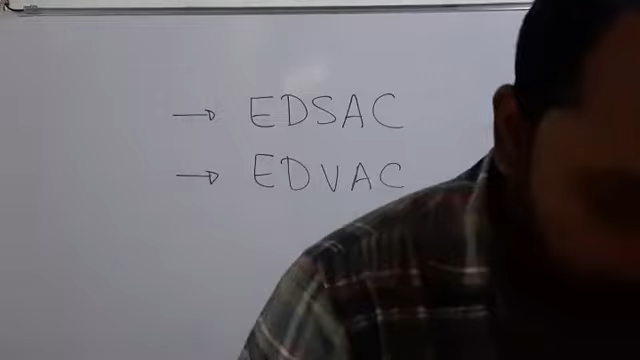 → EDSAC
→ EDVAC